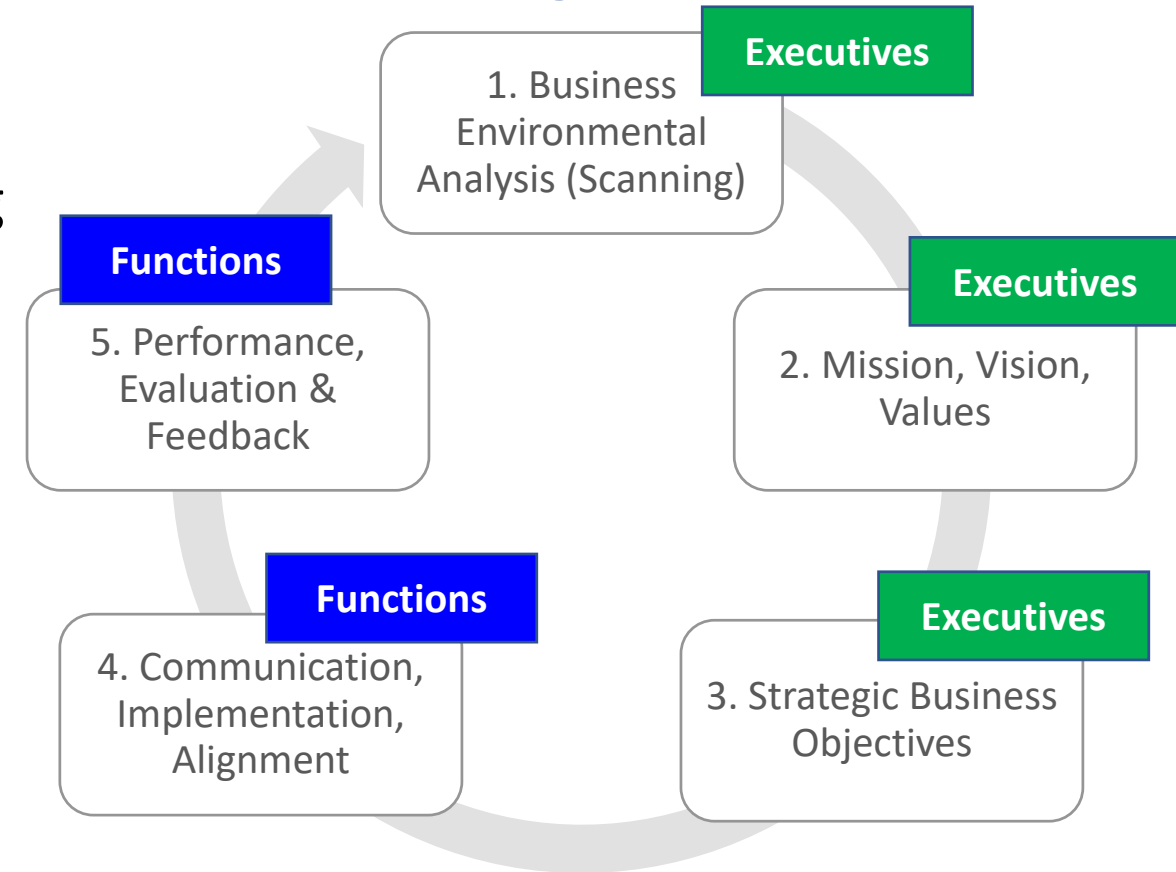 Executives
1. Business
Environmental
Analysis (Scanning)
Executives
2. Mission, Vision,
Values
Executives
3. Strategic Business
Objectives
Functions
4. Communication,
Implementation,
Alignment
Functions
5. Performance,
Evaluation &
Feedback